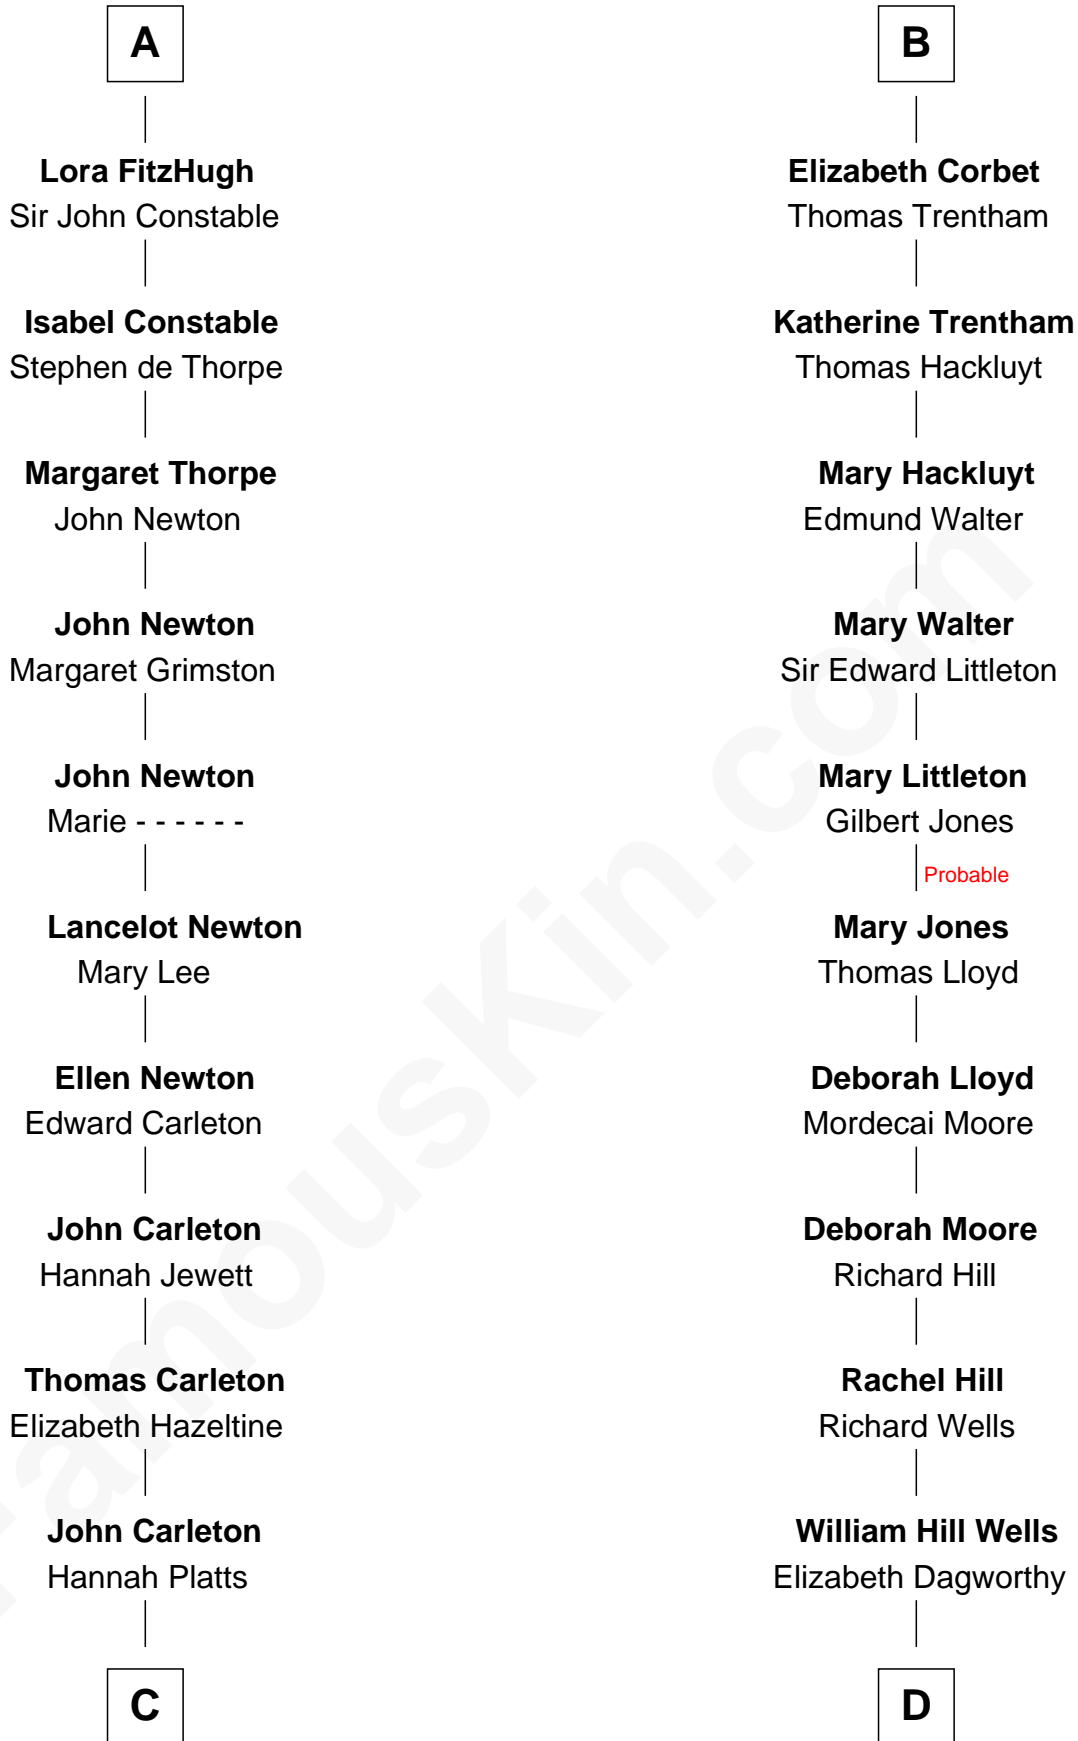 A
Lora FitzHugh
Sir John Constable
Isabel Constable
Stephen de Thorpe
Margaret Thorpe
John Newton
John Newton
Margaret Grimston
John Newton
Marie - - - - - -
Lancelot Newton
Mary Lee
Ellen Newton
Edward Carleton
John Carleton
Hannah Jewett
Thomas Carleton
Elizabeth Hazeltine
John Carleton
Hannah Platts
C
B
Elizabeth Corbet
Thomas Trentham
Katherine Trentham
Thomas Hackluyt
Mary Hackluyt
Edmund Walter
Mary Walter
Sir Edward Littleton
Mary Littleton
Gilbert Jones
Probable
Mary Jones
Thomas Lloyd
Deborah Lloyd
Mordecai Moore
Deborah Moore
Richard Hill
Rachel Hill
Richard Wells
William Hill Wells
Elizabeth Dagworthy
D
FamousKin.com